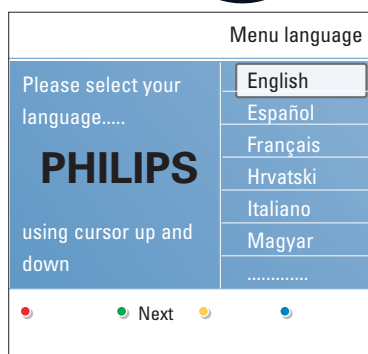 Menu language
Please select your
language.....
PHILIPS
using cursor up and
down
English
Español
Français
Hrvatski
Italiano
Magyar
.............
Next